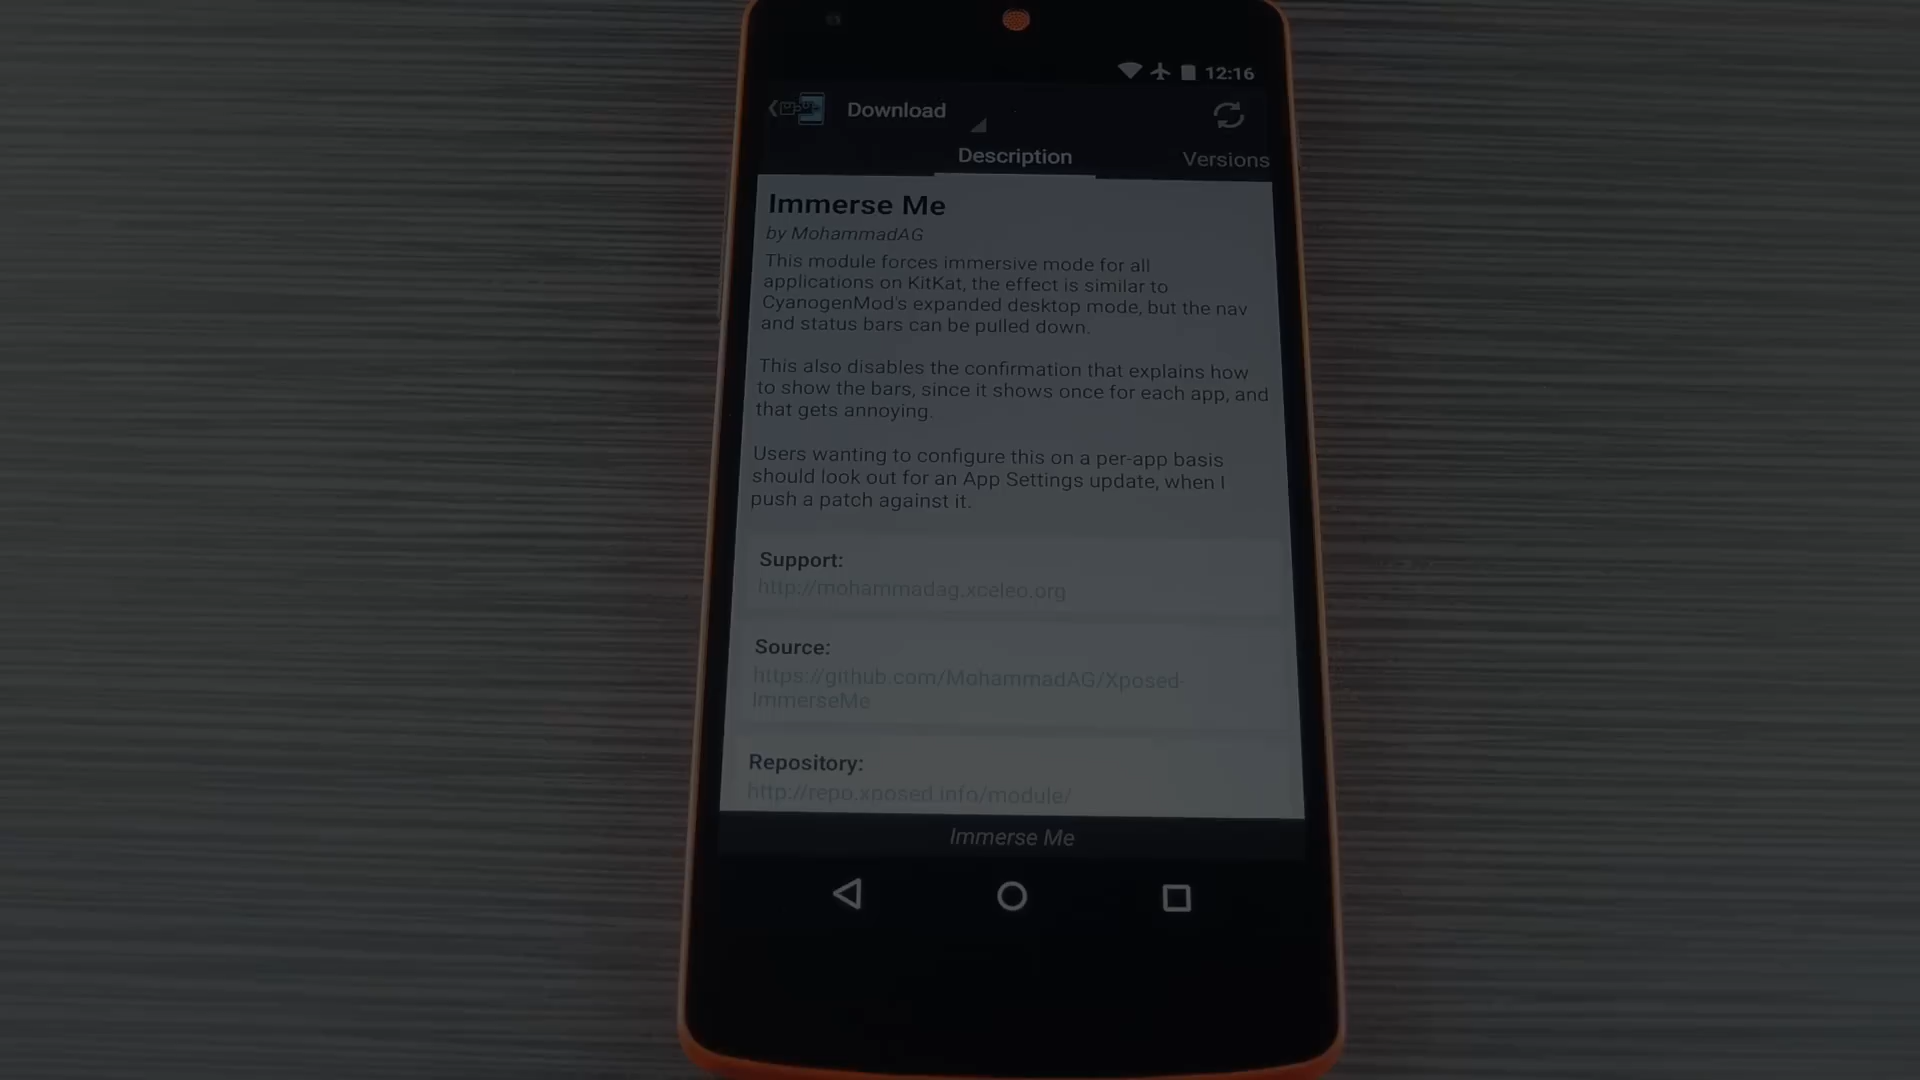 12:16
Download
Description
Versions
Immerse Me
by MohammadAG
This module forces immersive mode for all
applications on KitKat, the effect is similar to
CyanogenMod's expanded desktop mode, but the nav
and status bars can be pulled down.
This also disables the confirmation that explains how
to show the bars, since it shows once for each app, and
that gets annoying.
Users wanting to configure this on a per-app basis
should look out for an App Settings update, when I
push a patch against it.
Support:
http://mohammadag.xceleo.org
Source:
https://github.com/MohammadAG/Xposed-
ImmerseMe
Repository:
http://repo.xposed.info/module/
Immerse Me